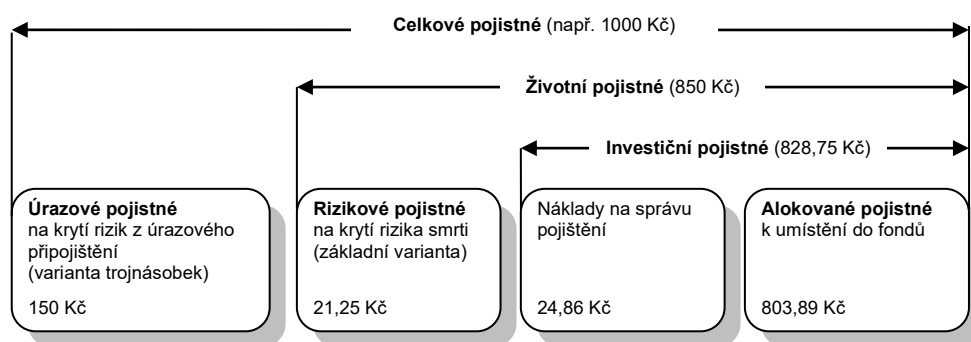 Celkové pojistné (např. 1000 Kč)
Životní pojistné (850 Kč)
Investiční pojistné (828,75 Kč)
Úrazové pojistné
na krytí rizik z úrazového
připojištění
(varianta trojnásobek)
150 Kč
Rizikové pojistné
na krytí rizika smrti
(základní varianta)
21,25 Kč
Náklady na správu
pojištění
24,86 Kč
Alokované pojistné
k umístění do fondů
803,89 Kč